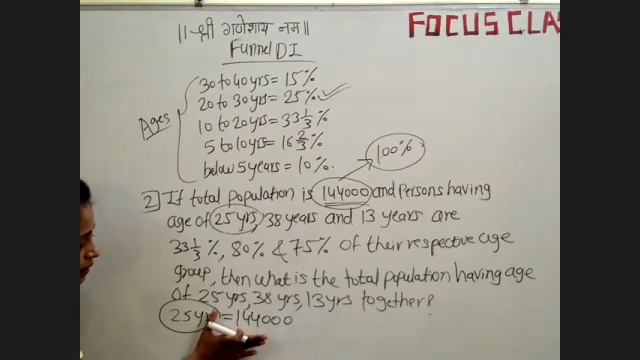 ॥ श्री गणेशाय नमः ॥
FOCUS CLAS
Funnel DI
Ages
30 to 40 yrs = 15%
20 to 30 yrs = 25%
10 to 20 yrs = 33 1/3 %
5 to 10 yrs = 16 2/3 %
below 5 years = 10%.
100%
2] If total population is 144000 and persons having
age of 25 yrs, 38 years and 13 years are
33 1/3 %, 80% & 75% of their respective age
group, then what is the total population having age
of 25 yrs, 38 yrs, 13 yrs together?
25 yr = 144000